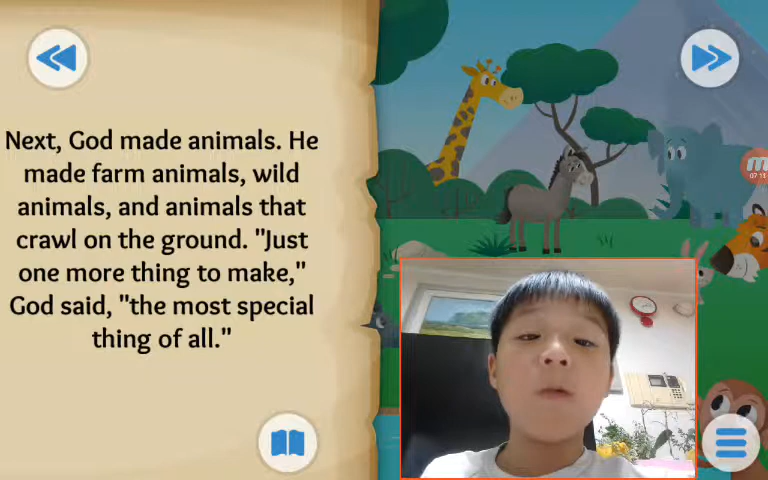 Next, God made animals. He
made farm animals, wild
animals, and animals that
crawl on the ground. "Just
one more thing to make,"
God said, "the most special
thing of all."